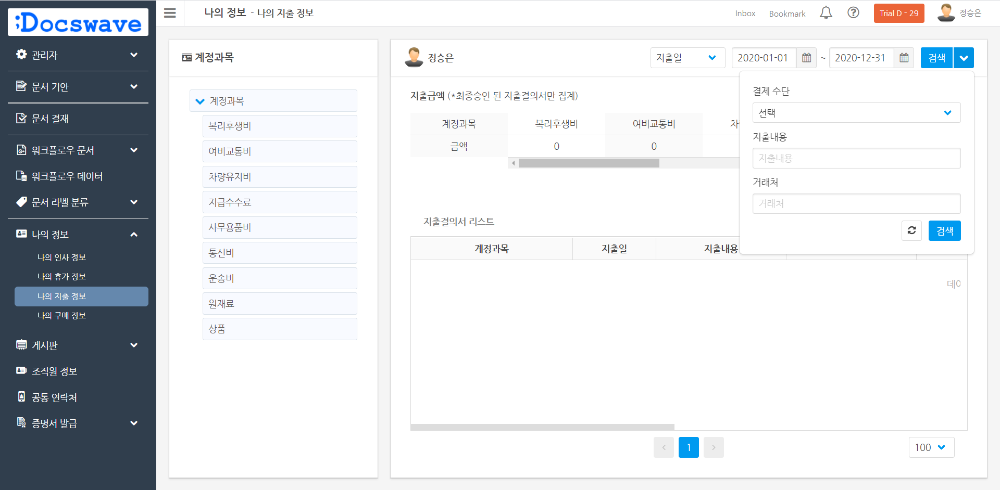 ;Docswave
관리자
문서 기안
문서 결재
워크플로우 문서
워크플로우 데이터
문서 라벨 분류
나의 정보
나의 인사 정보
나의 휴가 정보
나의 지출 정보
나의 구매 정보
게시판
조직원 정보
공통 연락처
증명서 발급
나의 정보 - 나의 지출 정보
Inbox
Bookmark
Trial D - 29
정승은
계정과목
계정과목
복리후생비
여비교통비
차량유지비
지급수수료
사무용품비
통신비
운송비
원재료
상품
정승은
지출일
2020-01-01 ~ 2020-12-31
검색
지출금액 (*최종승인 된 지출결의서만 집계)
계정과목 복리후생비 여비교통비 차
금액 0 0
결제 수단
선택
지출내용
지출내용
거래처
거래처
검색
지출결의서 리스트
계정과목 지출일 지출내용
데이
< 1 >
100